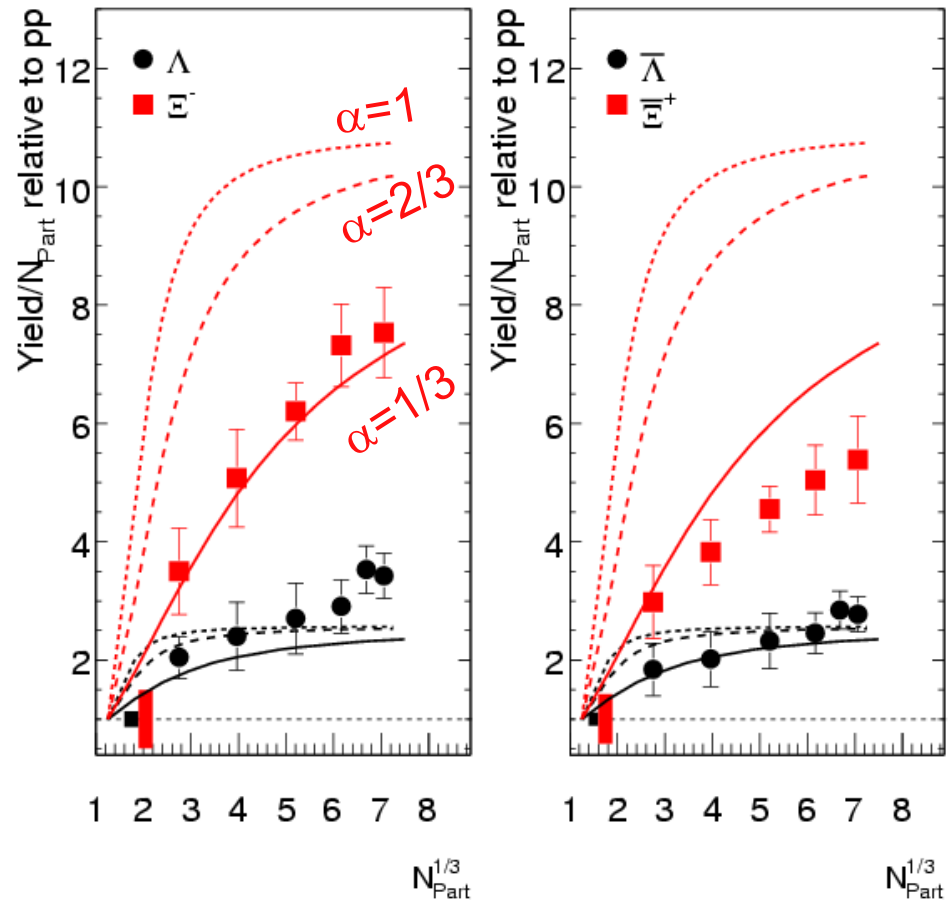 Yield/N_Part relative to pp
12
10
8
6
4
2
Λ
Ξ⁻
α=1
α=2/3
α=1/3
1 2 3 4 5 6 7 8
N_Part^1/3
Yield/N_Part relative to pp
12
10
8
6
4
2
Λ̅
Ξ̅⁺
1 2 3 4 5 6 7 8
N_Part^1/3